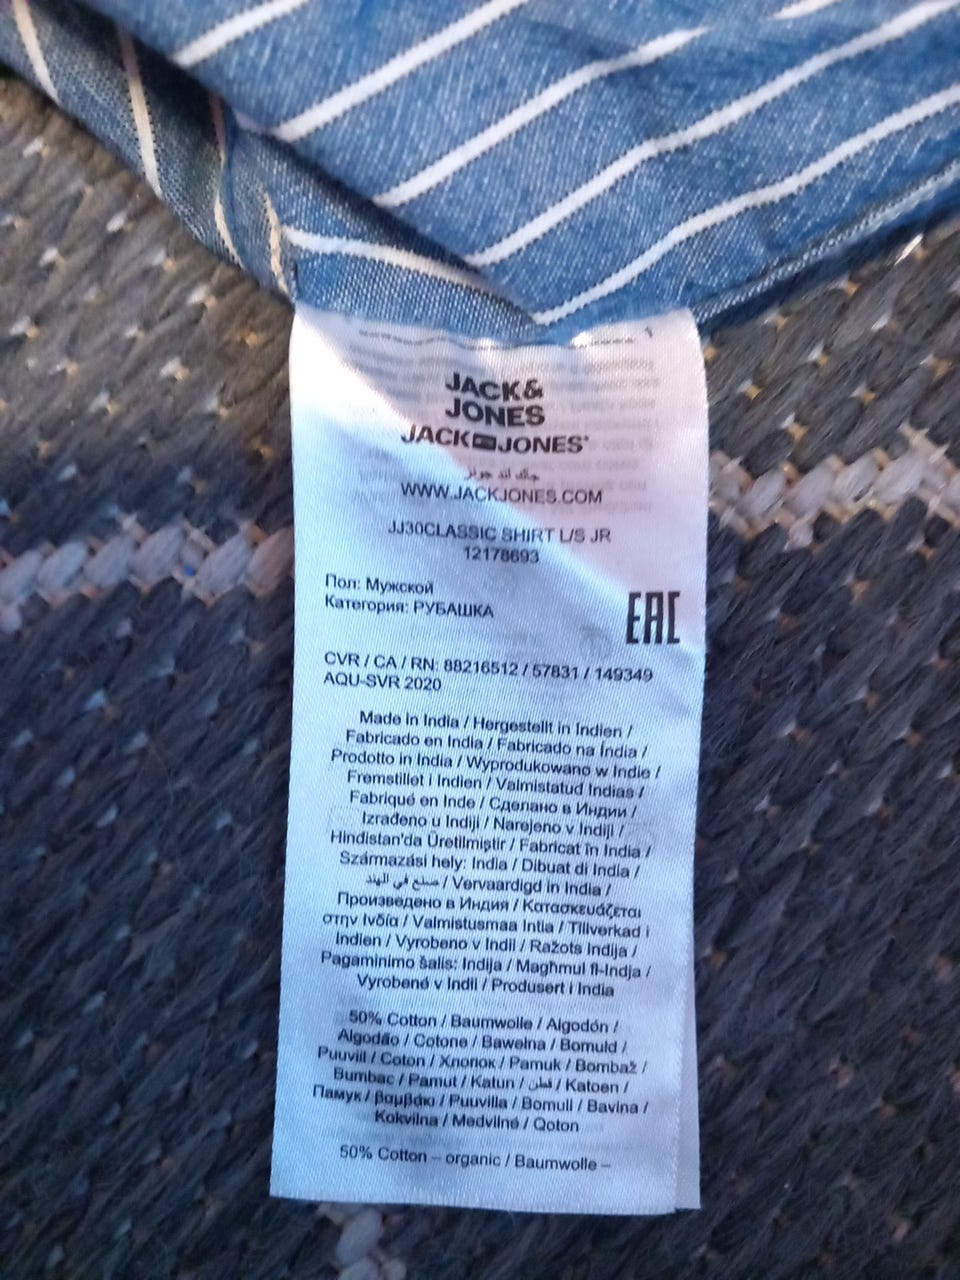 JACK&
JONES
JACK JONES®
جاك اند جونز
WWW.JACKJONES.COM
JJ30CLASSIC SHIRT L/S JR
12178693
Пол: Мужской
Категория: РУБАШКА
EAC
CVR / CA / RN: 88216512 / 57831 / 149349
AQU-SVR 2020
Made in India / Hergestellt in Indien /
Fabricado en India / Fabricado na Índia /
Prodotto in India / Wyprodukowano w Indie /
Fremstillet i Indien / Valmistatud Indias /
Fabriqué en Inde / Сделано в Индии /
Izrađeno u Indiji / Narejeno v Indiji /
Hindistan'da Üretilmiştir / Fabricat în India /
Származási hely: India / Dibuat di India /
صنع في الهند / Vervaardigd in India /
Произведено в Индия / Κατασκευάζεται
στην Ινδία / Valmistusmaa Intia / Tillverkad i
Indien / Vyrobeno v Indii / Ražots Indija /
Pagaminimo šalis: Indija / Magħmul fl-Indja /
Vyrobené v Indii / Produsert i India
50% Cotton / Baumwolle / Algodón /
Algodão / Cotone / Bawełna / Bomuld /
Puuvill / Coton / Хлопок / Pamuk / Bombaž /
Bumbac / Pamut / Katun / قطن / Katoen /
Памук / βαμβάκι / Puuvilla / Bomull / Bavlna /
Kokvilna / Medvilnė / Qoton
50% Cotton – organic / Baumwolle –